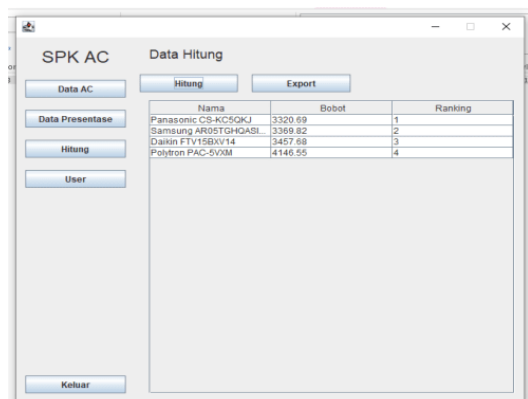 SPK AC
Data Hitung
Data AC
Hitung
Export
Data Presentase
Hitung
User
Keluar
Nama Bobot Ranking
Panasonic CS-KC5QKJ 3320.69 1
Samsung AR05TGHQASI... 3369.82 2
Daikin FTV15BXV14 3457.68 3
Polytron PAC-5VXM 4146.55 4